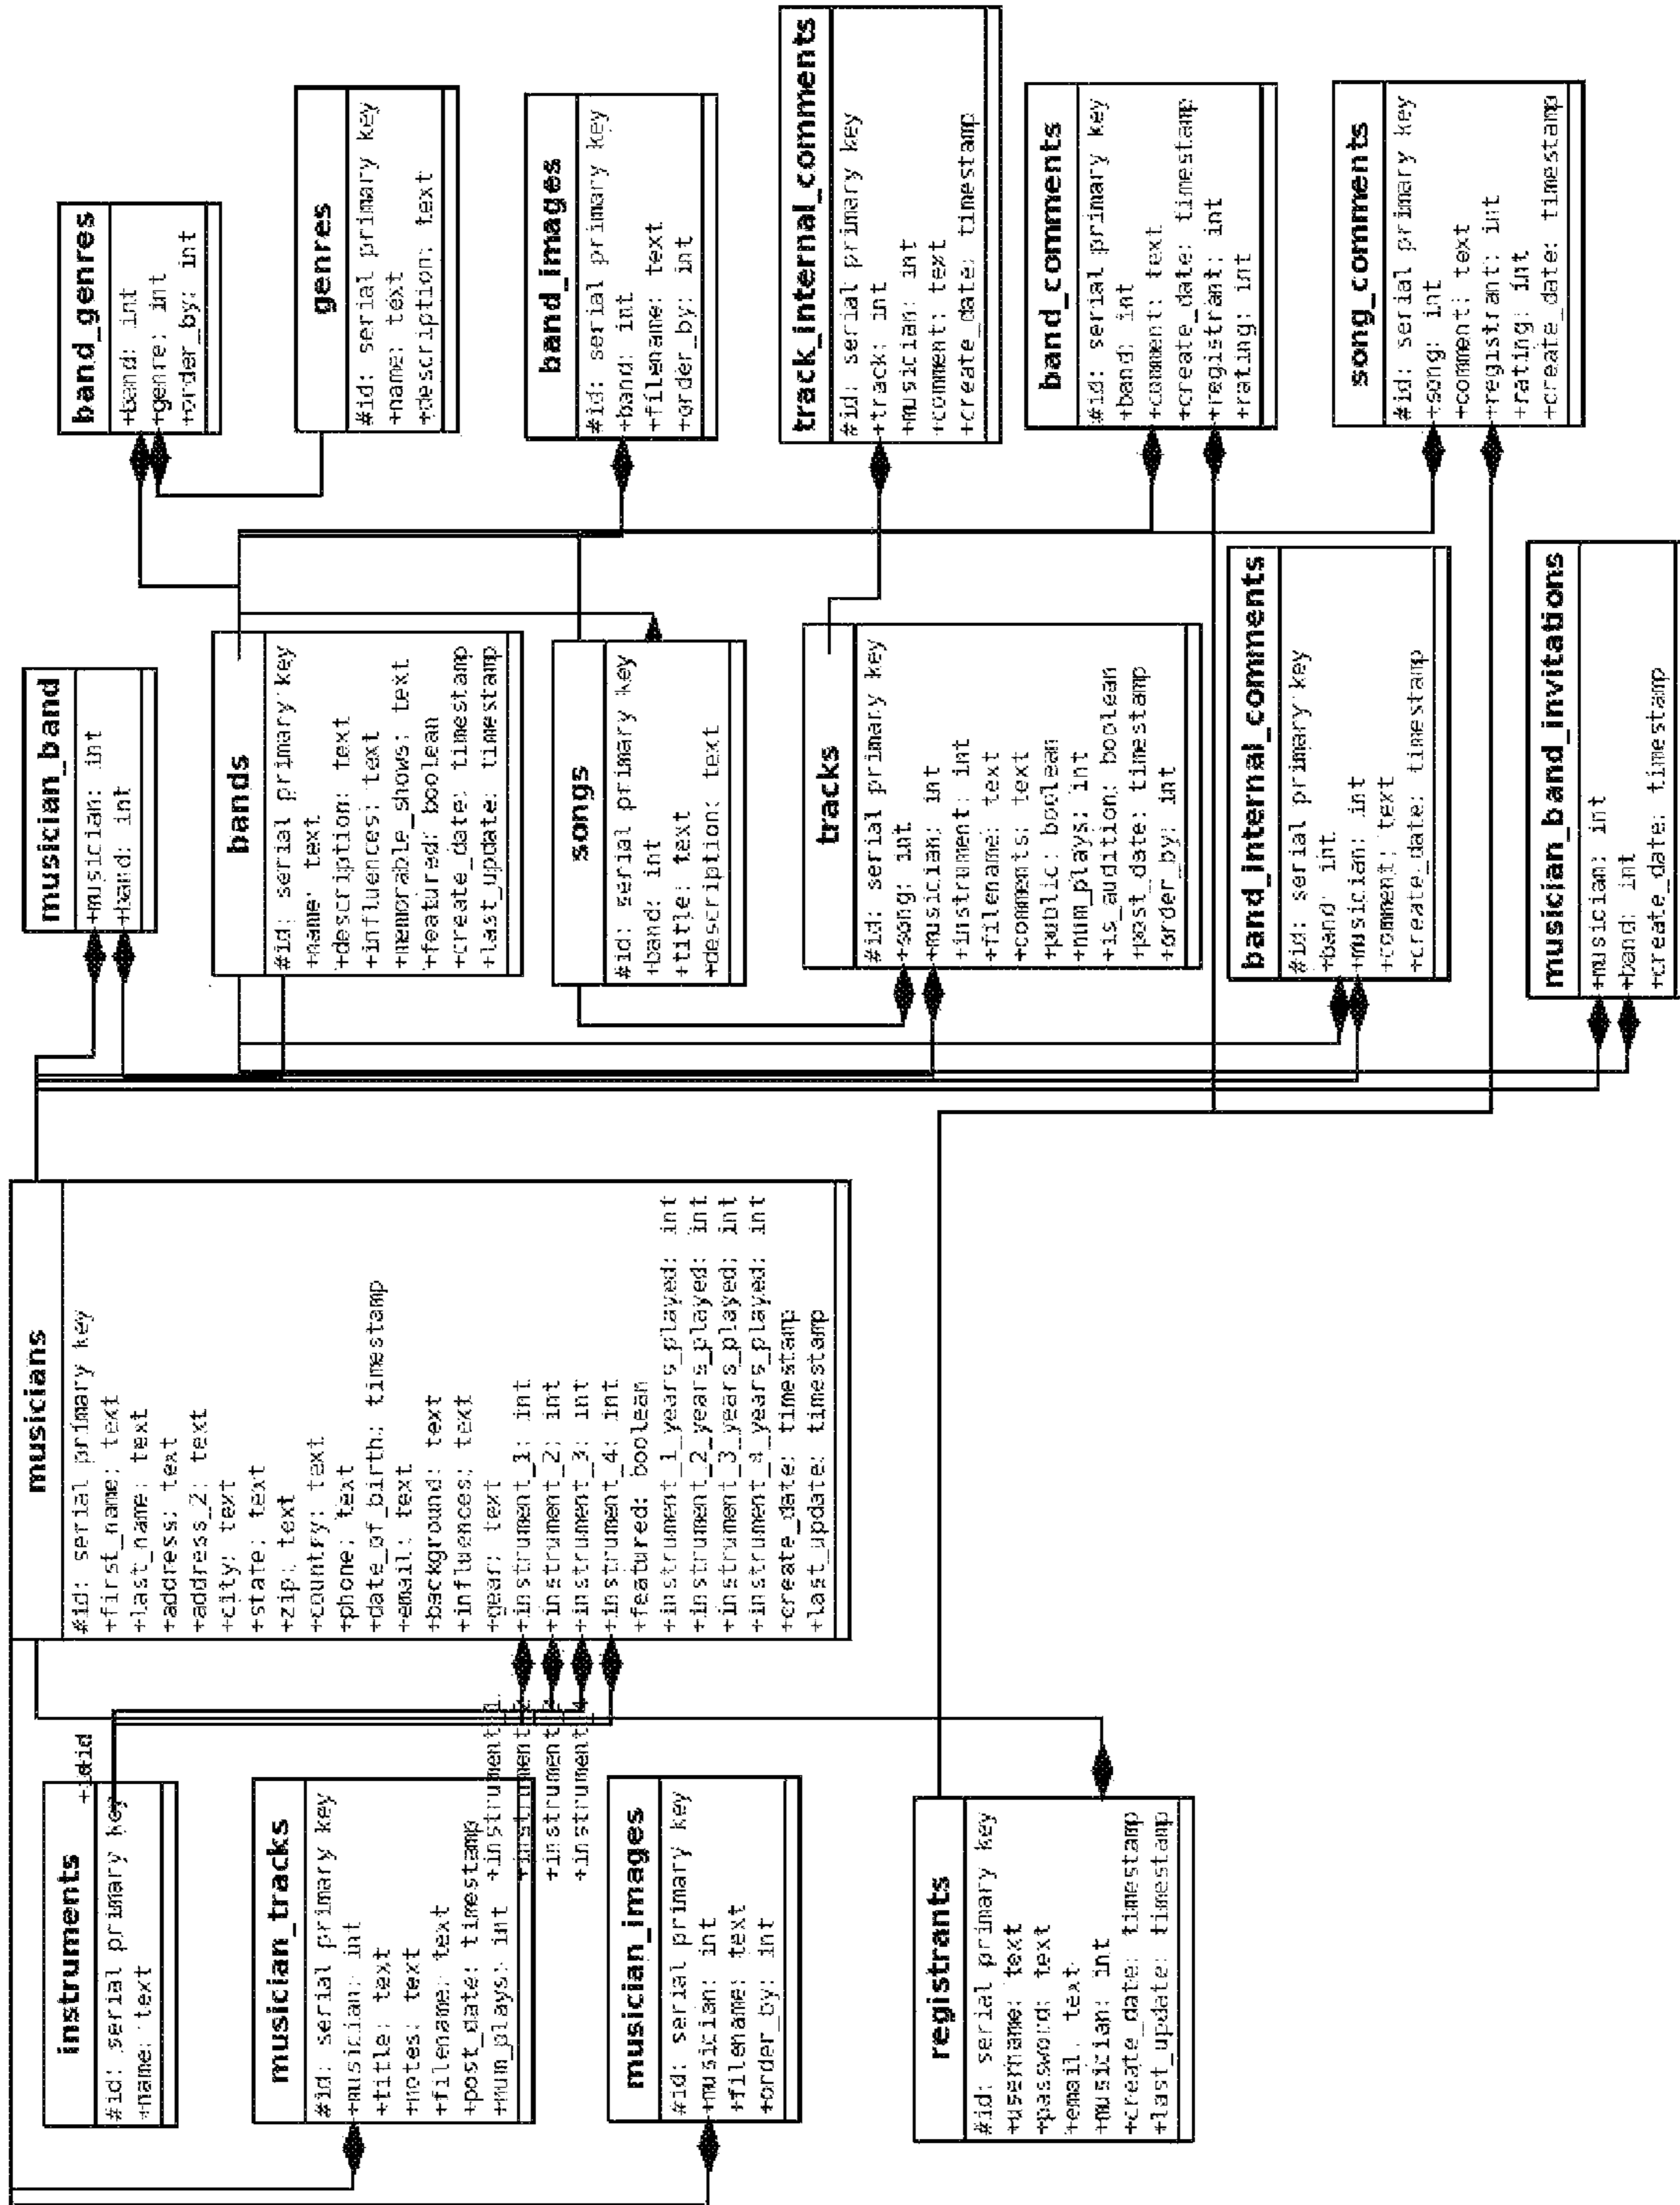 instruments
#id: serial primary key
+name: text
+id
+id
musician_tracks
#id: serial primary key
+musician: int
+title: text
+notes: text
+filename: text
+post_date: timestamp
+num_plays: int
+instrument_1
+instrument
+instrument
+instrument_4
musician_images
#id: serial primary key
+musician: int
+filename: text
+order_by: int
registrants
#id: serial primary key
+username: text
+password: text
+email: text
+musician: int
+create_date: timestamp
+last_update: timestamp
musicians
#id: serial primary key
+first_name: text
+last_name: text
+address: text
+address_2: text
+city: text
+state: text
+zip: text
+country: text
+phone: text
+date_of_birth: timestamp
+email: text
+background: text
+influences: text
+gear: text
+instrument_1: int
+instrument_2: int
+instrument_3: int
+instrument_4: int
+featured: boolean
+instrument_1_years_played: int
+instrument_2_years_played: int
+instrument_3_years_played: int
+instrument_4_years_played: int
+create_date: timestamp
+last_update: timestamp
musician_band
+musician: int
+band: int
bands
#id: serial primary key
+name: text
+description: text
+influences: text
+memorable_shows: text
+featured: boolean
+create_date: timestamp
+last_update: timestamp
songs
#id: serial primary key
+band: int
+title: text
+description: text
tracks
#id: serial primary key
+song: int
+musician: int
+instrument: int
+filename: text
+comments: text
+public: boolean
+num_plays: int
+is_audition: boolean
+post_date: timestamp
+order_by: int
band_internal_comments
#id: serial primary key
+band: int
+musician: int
+comment: text
+create_date: timestamp
musician_band_invitations
+musician: int
+band: int
+create_date: timestamp
band_genres
+band: int
+genre: int
+order_by: int
genres
#id: serial primary key
+name: text
+description: text
band_images
#id: serial primary key
+band: int
+filename: text
+order_by: int
track_internal_comments
#id: serial primary key
+track: int
+musician: int
+comment: text
+create_date: timestamp
band_comments
#id: serial primary key
+band: int
+comment: text
+create_date: timestamp
+registrant: int
+rating: int
song_comments
#id: serial primary key
+song: int
+comment: text
+registrant: int
+rating: int
+create_date: timestamp